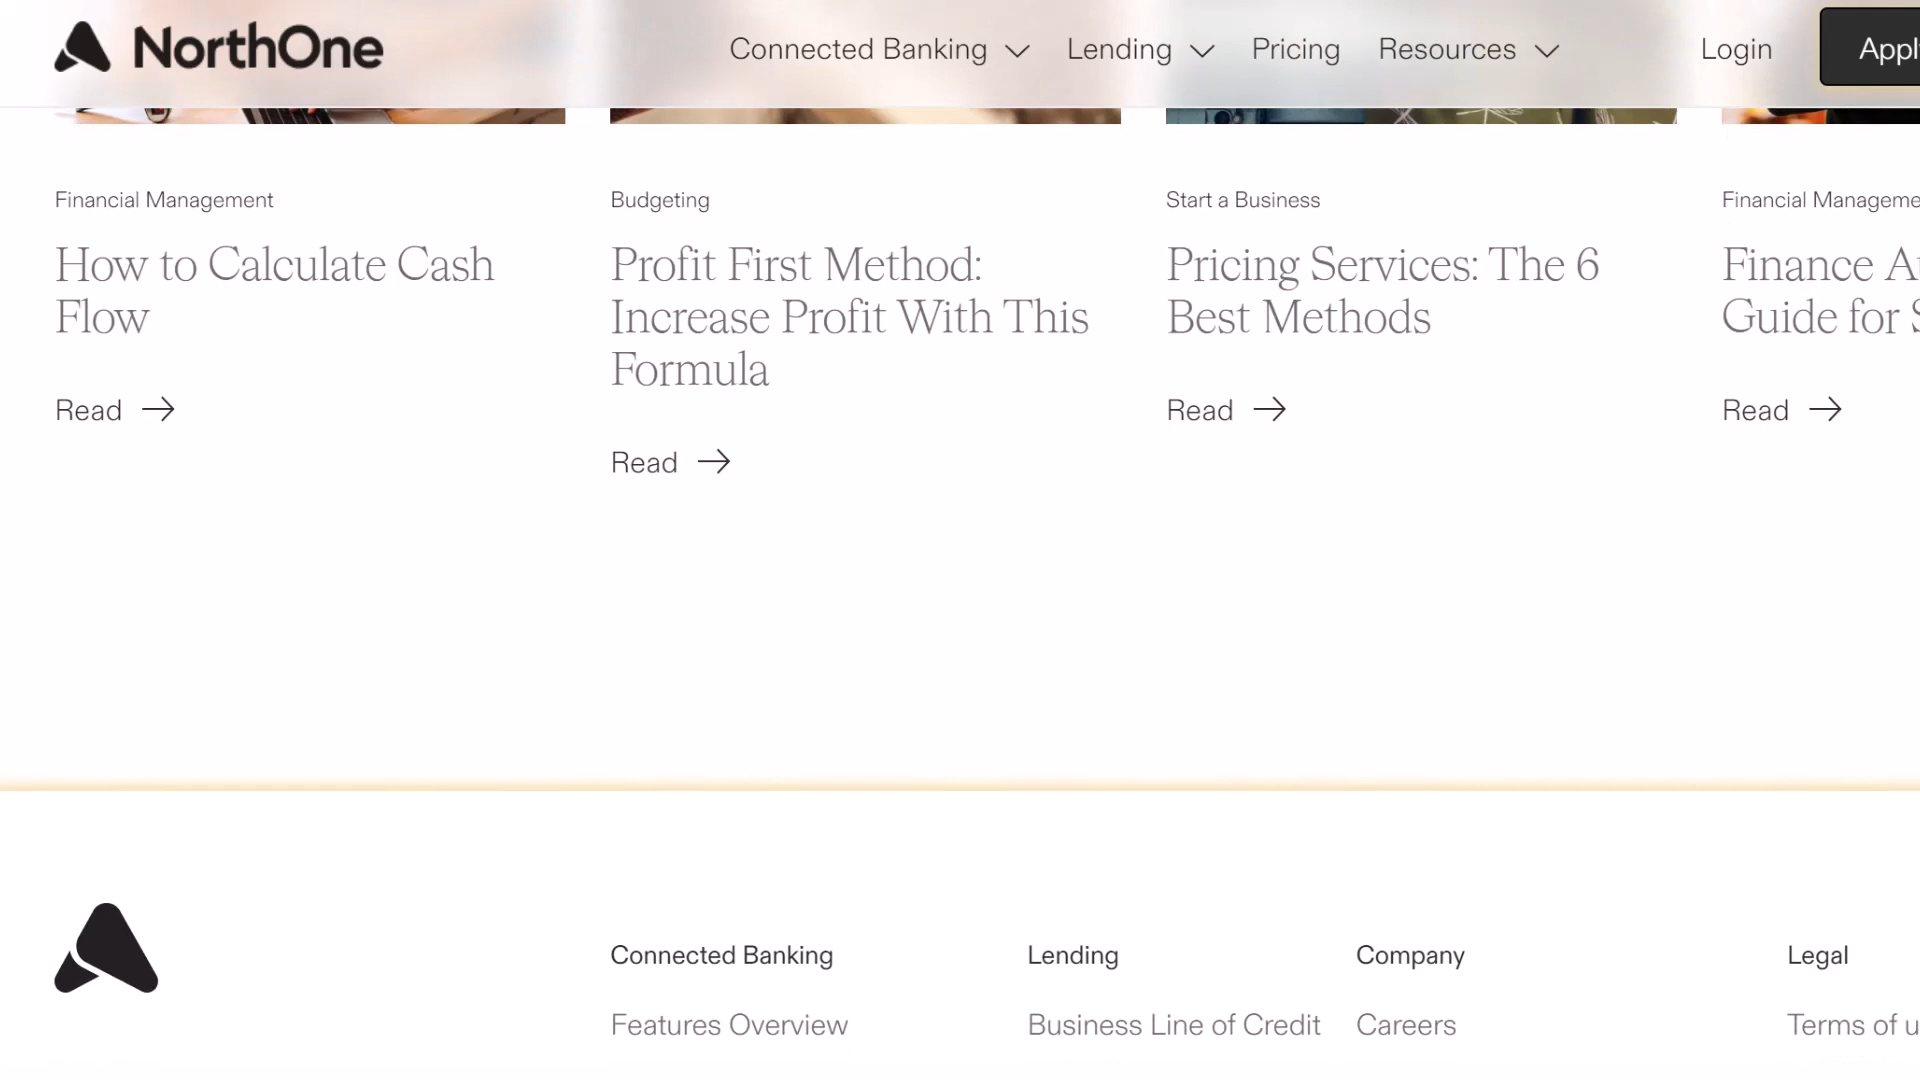 NorthOne
Connected Banking
Lending
Pricing
Resources
Login
Financial Management
How to Calculate Cash
Flow
Read
Budgeting
Profit First Method:
Increase Profit With This
Formula
Read
Start a Business
Pricing Services: The 6
Best Methods
Read
Financial
Finance
Guide for
Read
Connected Banking
Features Overview
Lending
Business Line of Credit
Company
Careers
Legal
Terms of